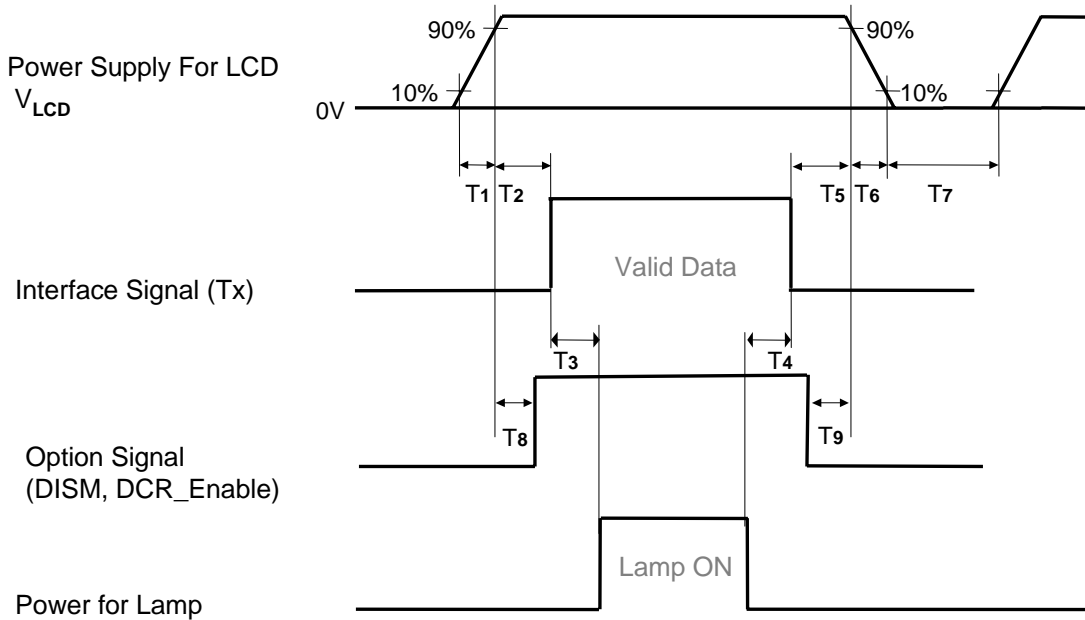 90%
90%
Power Supply For LCD
VLCD
10%
10%
0V
T1 T2 T5 T6 T7
Valid Data
Interface Signal (Tx)
T3 T4
T8 T9
Option Signal
(DISM, DCR_Enable)
Lamp ON
Power for Lamp